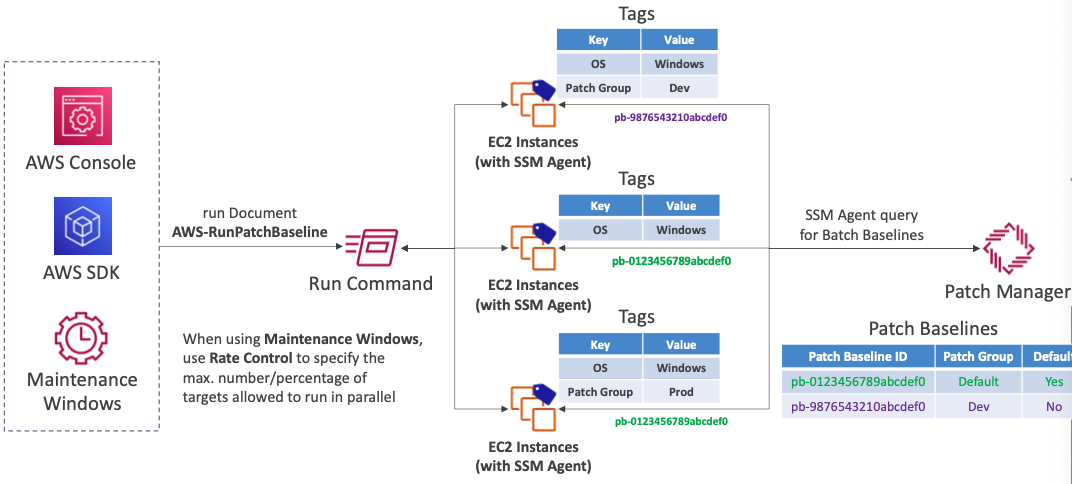 AWS Console
AWS SDK
Maintenance
Windows
run Document
AWS-RunPatchBaseline
Run Command
When using Maintenance Windows,
use Rate Control to specify the
max. number/percentage of
targets allowed to run in parallel
Tags
Key Value
OS Windows
Patch Group Dev
pb-9876543210abcdef0
EC2 Instances
(with SSM Agent)
Tags
Key Value
OS Windows
pb-0123456789abcdef0
EC2 Instances
(with SSM Agent)
Tags
Key Value
OS Windows
Patch Group Prod
pb-0123456789abcdef0
EC2 Instances
(with SSM Agent)
SSM Agent query
for Batch Baselines
Patch Manager
Patch Baselines
Patch Baseline ID Patch Group Default
pb-0123456789abcdef0 Default Yes
pb-9876543210abcdef0 Dev No